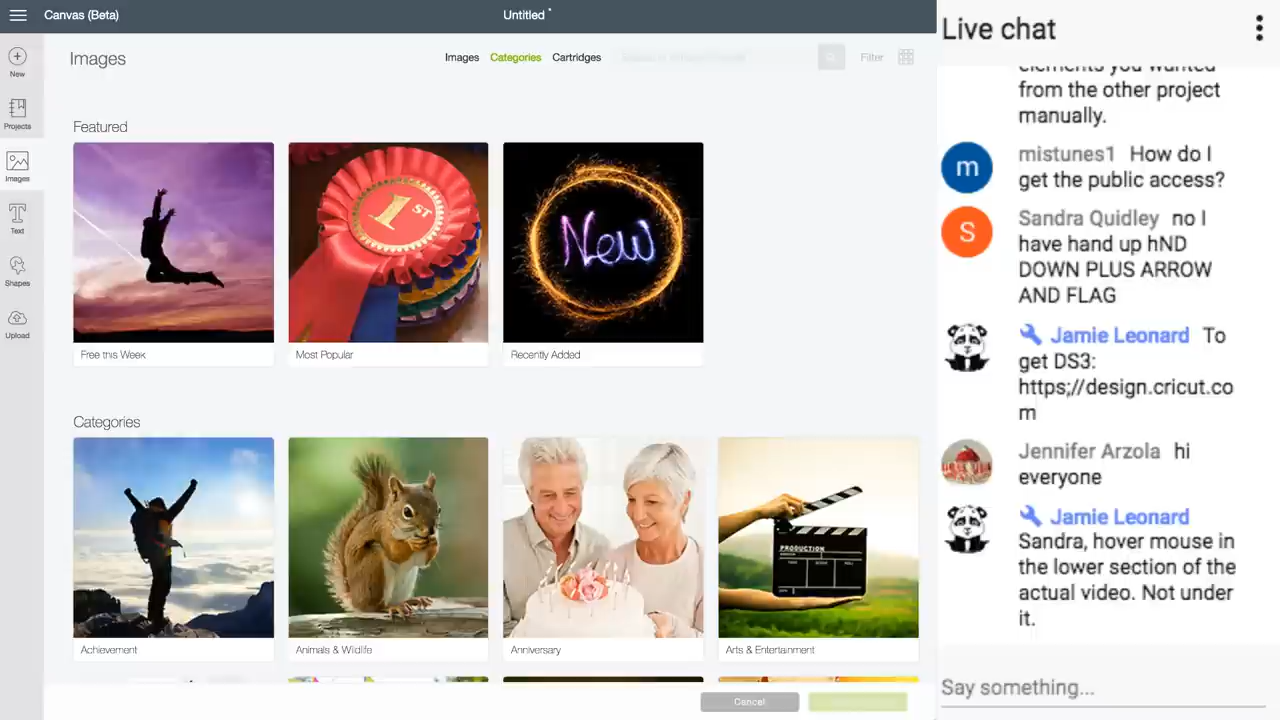 Canvas (Beta)
Untitled *
New
Projects
Images
Text
Shapes
Upload
Images
Images
Categories
Cartridges
Filter
Featured
1ST
New
Free this Week
Most Popular
Recently Added
Categories
PRODUCTION
Achievement
Animals & Wildlife
Anniversary
Arts & Entertainment
Cancel
Live chat
elements you wanted
from the other project
manually.
m
mistunes1 How do I
get the public access?
S
Sandra Quidley no I
have hand up hND
DOWN PLUS ARROW
AND FLAG
Jamie Leonard To
get DS3:
https;//design.cricut.co
m
Jennifer Arzola hi
everyone
Jamie Leonard
Sandra, hover mouse in
the lower section of the
actual video. Not under
it.
Say something...